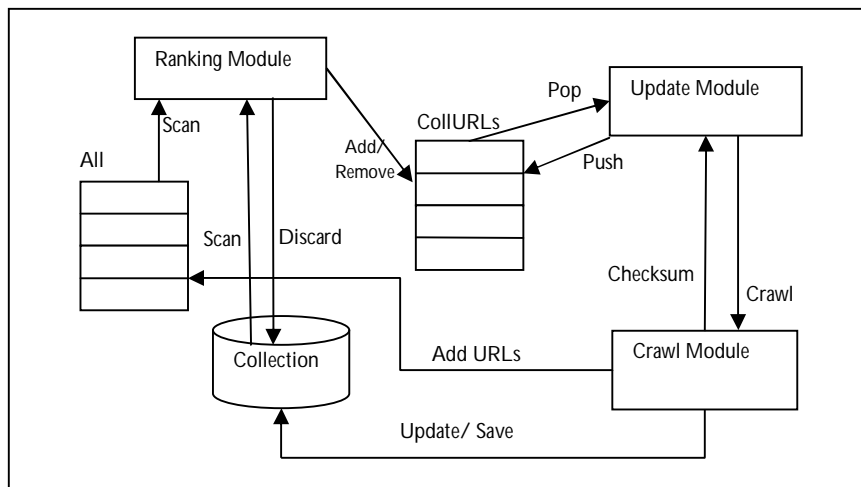 Ranking Module
Update Module
Pop
CollURLs
Scan
Add/
Remove
Push
All
Scan
Discard
Checksum
Crawl
Collection
Add URLs
Crawl Module
Update/ Save